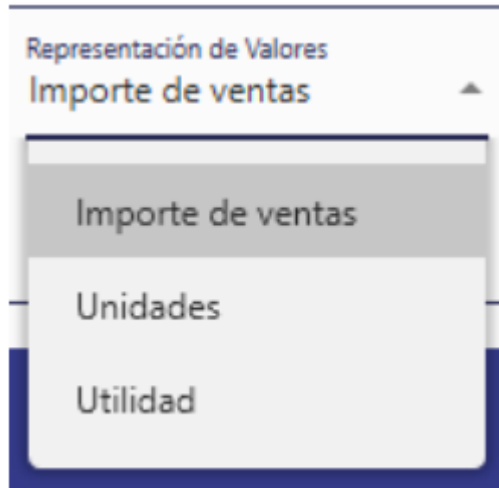 Representación de Valores
Importe de ventas
Importe de ventas
Unidades
Utilidad